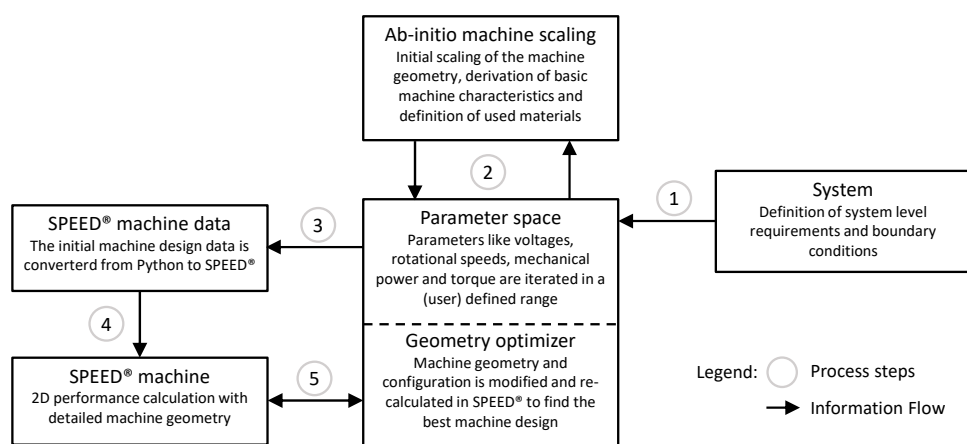 Ab-initio machine scaling
Initial scaling of the machine
geometry, derivation of basic
machine characteristics and
definition of used materials
2
1
System
Definition of system level
requirements and boundary
conditions
SPEED® machine data
The initial machine design data is
converterd from Python to SPEED®
3
Parameter space
Parameters like voltages,
rotational speeds, mechanical
power and torque are iterated in a
(user) defined range
4
Geometry optimizer
Machine geometry and
configuration is modified and re-
calculated in SPEED® to find the
best machine design
SPEED® machine
2D performance calculation with
detailed machine geometry
5
Legend:
Process steps
Information Flow